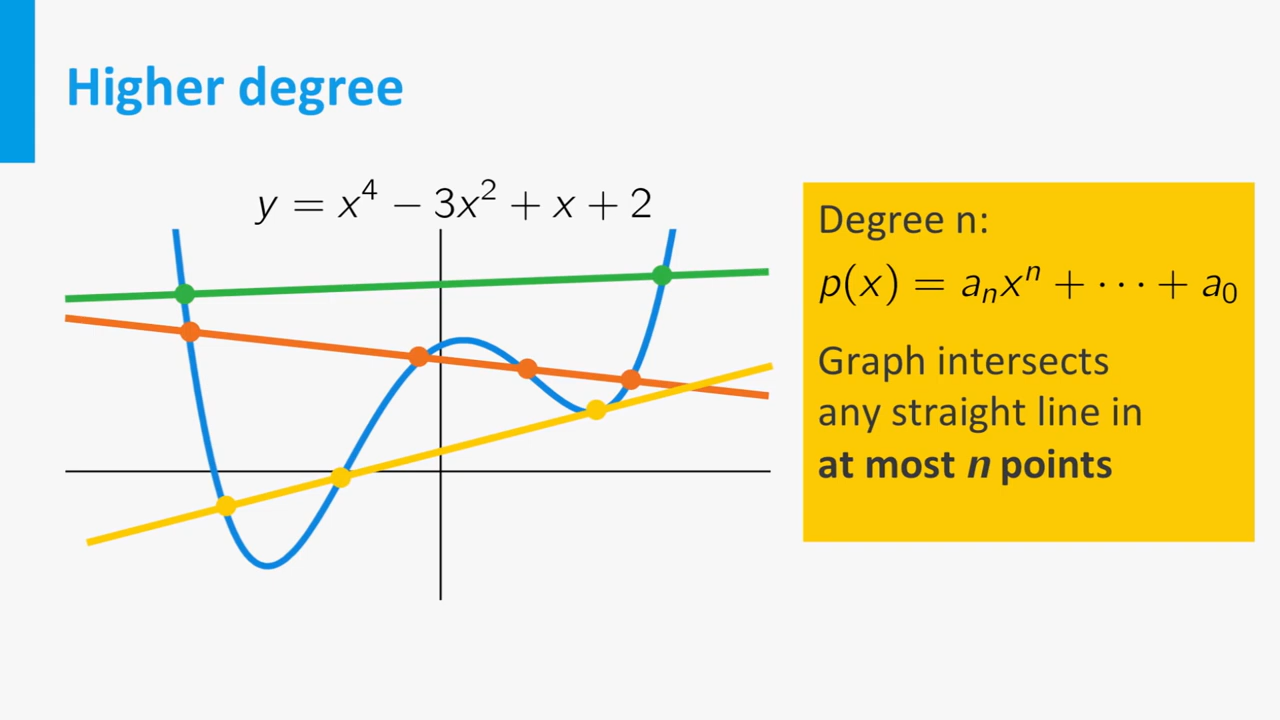 Higher degree
y = x⁴ − 3x² + x + 2
Degree n:
p(x) = aₙxⁿ + ⋯ + a₀
Graph intersects
any straight line in
at most n points